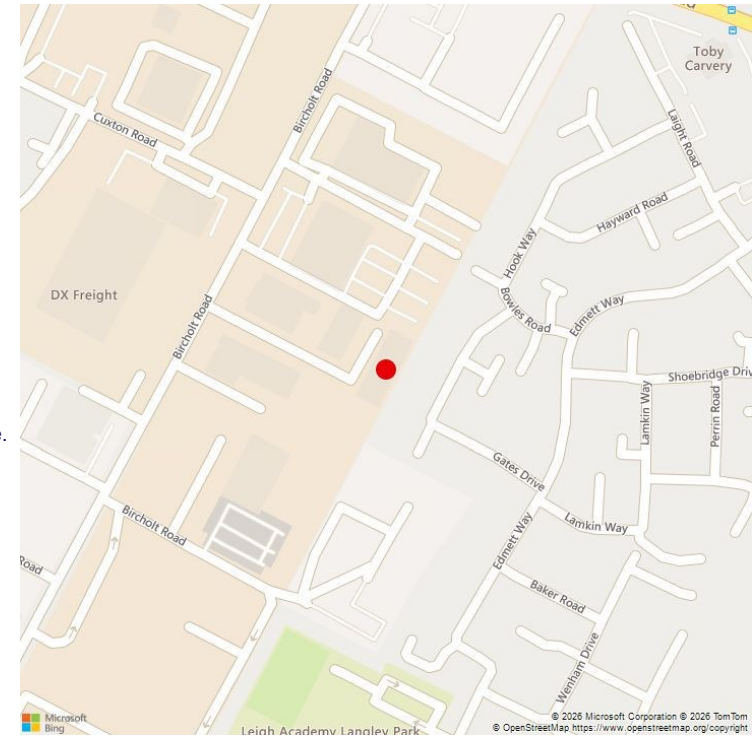 Toby
Carvery
Laight Road
Bircholt Road
Cuxton Road
Hayward Road
Hook Way
DX Freight
Bowles Road
Edmett Way
Bircholt Road
Shoebridge
Lamkin Way
Perrin Road
e.
Gates Drive
Lamkin Way
Bircholt Road
Edmett Way
Road
Baker Road
Wenham Drive
Microsoft
Bing
© 2026 Microsoft Corporation © 2026 TomTom
© OpenStreetMap https://www.openstreetmap.org/copyright
Leigh Academy Langley Park